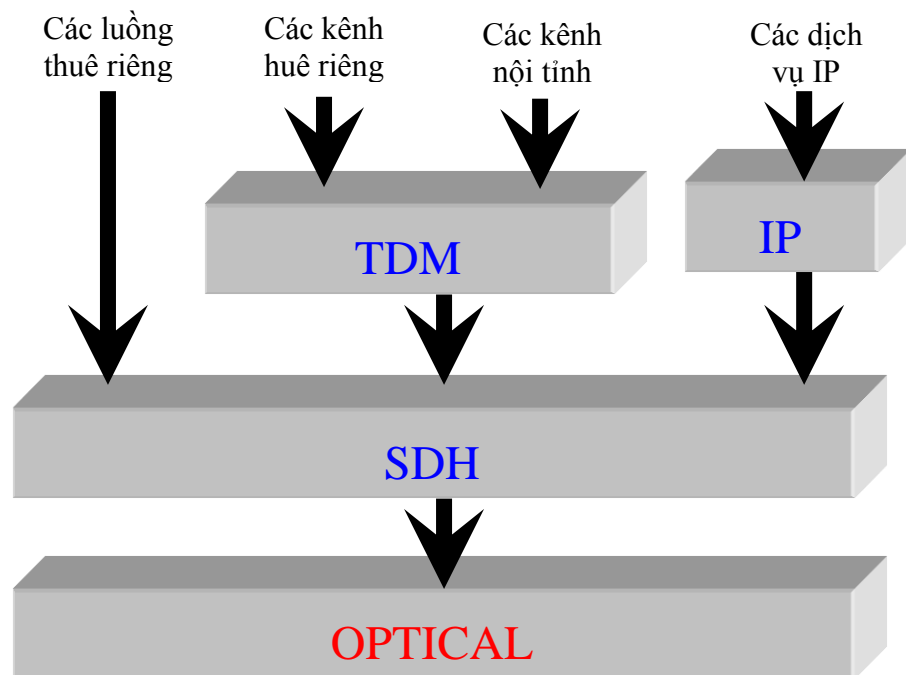 Các luồng
thuê riêng
Các kênh
huê riêng
Các kênh
nội tỉnh
Các dịch
vụ IP
TDM
IP
SDH
OPTICAL